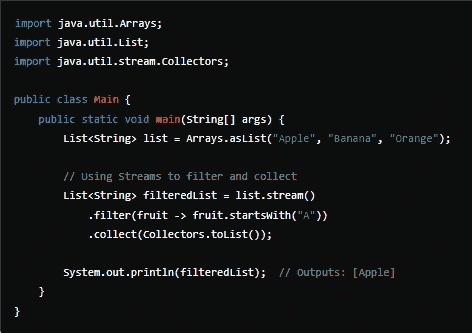 import java.util.Arrays;
import java.util.List;
import java.util.stream.Collectors;

public class Main {
    public static void main(String[] args) {
        List<String> list = Arrays.asList("Apple", "Banana", "Orange");

        // Using Streams to filter and collect
        List<String> filteredList = list.stream()
            .filter(fruit -> fruit.startsWith("A"))
            .collect(Collectors.toList());

        System.out.println(filteredList);  // Outputs: [Apple]
    }
}